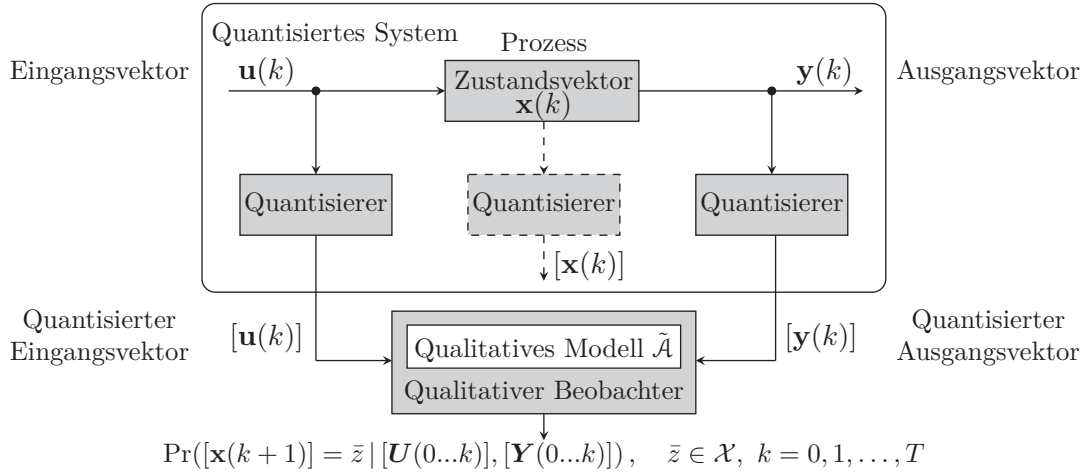 Quantisiertes System
Prozess
Eingangsvektor
u(k)
Zustandsvektor
x(k)
y(k)
Ausgangsvektor
Quantisierer
Quantisierer
Quantisierer
[x(k)]
Quantisierter
Eingangsvektor
[u(k)]
Qualitatives Modell 𝒜̃
Qualitativer Beobachter
[y(k)]
Quantisierter
Ausgangsvektor
Pr([x(k + 1)] = z̄ | [U(0...k)], [Y(0...k)]) , z̄ ∈ 𝒳, k = 0, 1, . . . , T